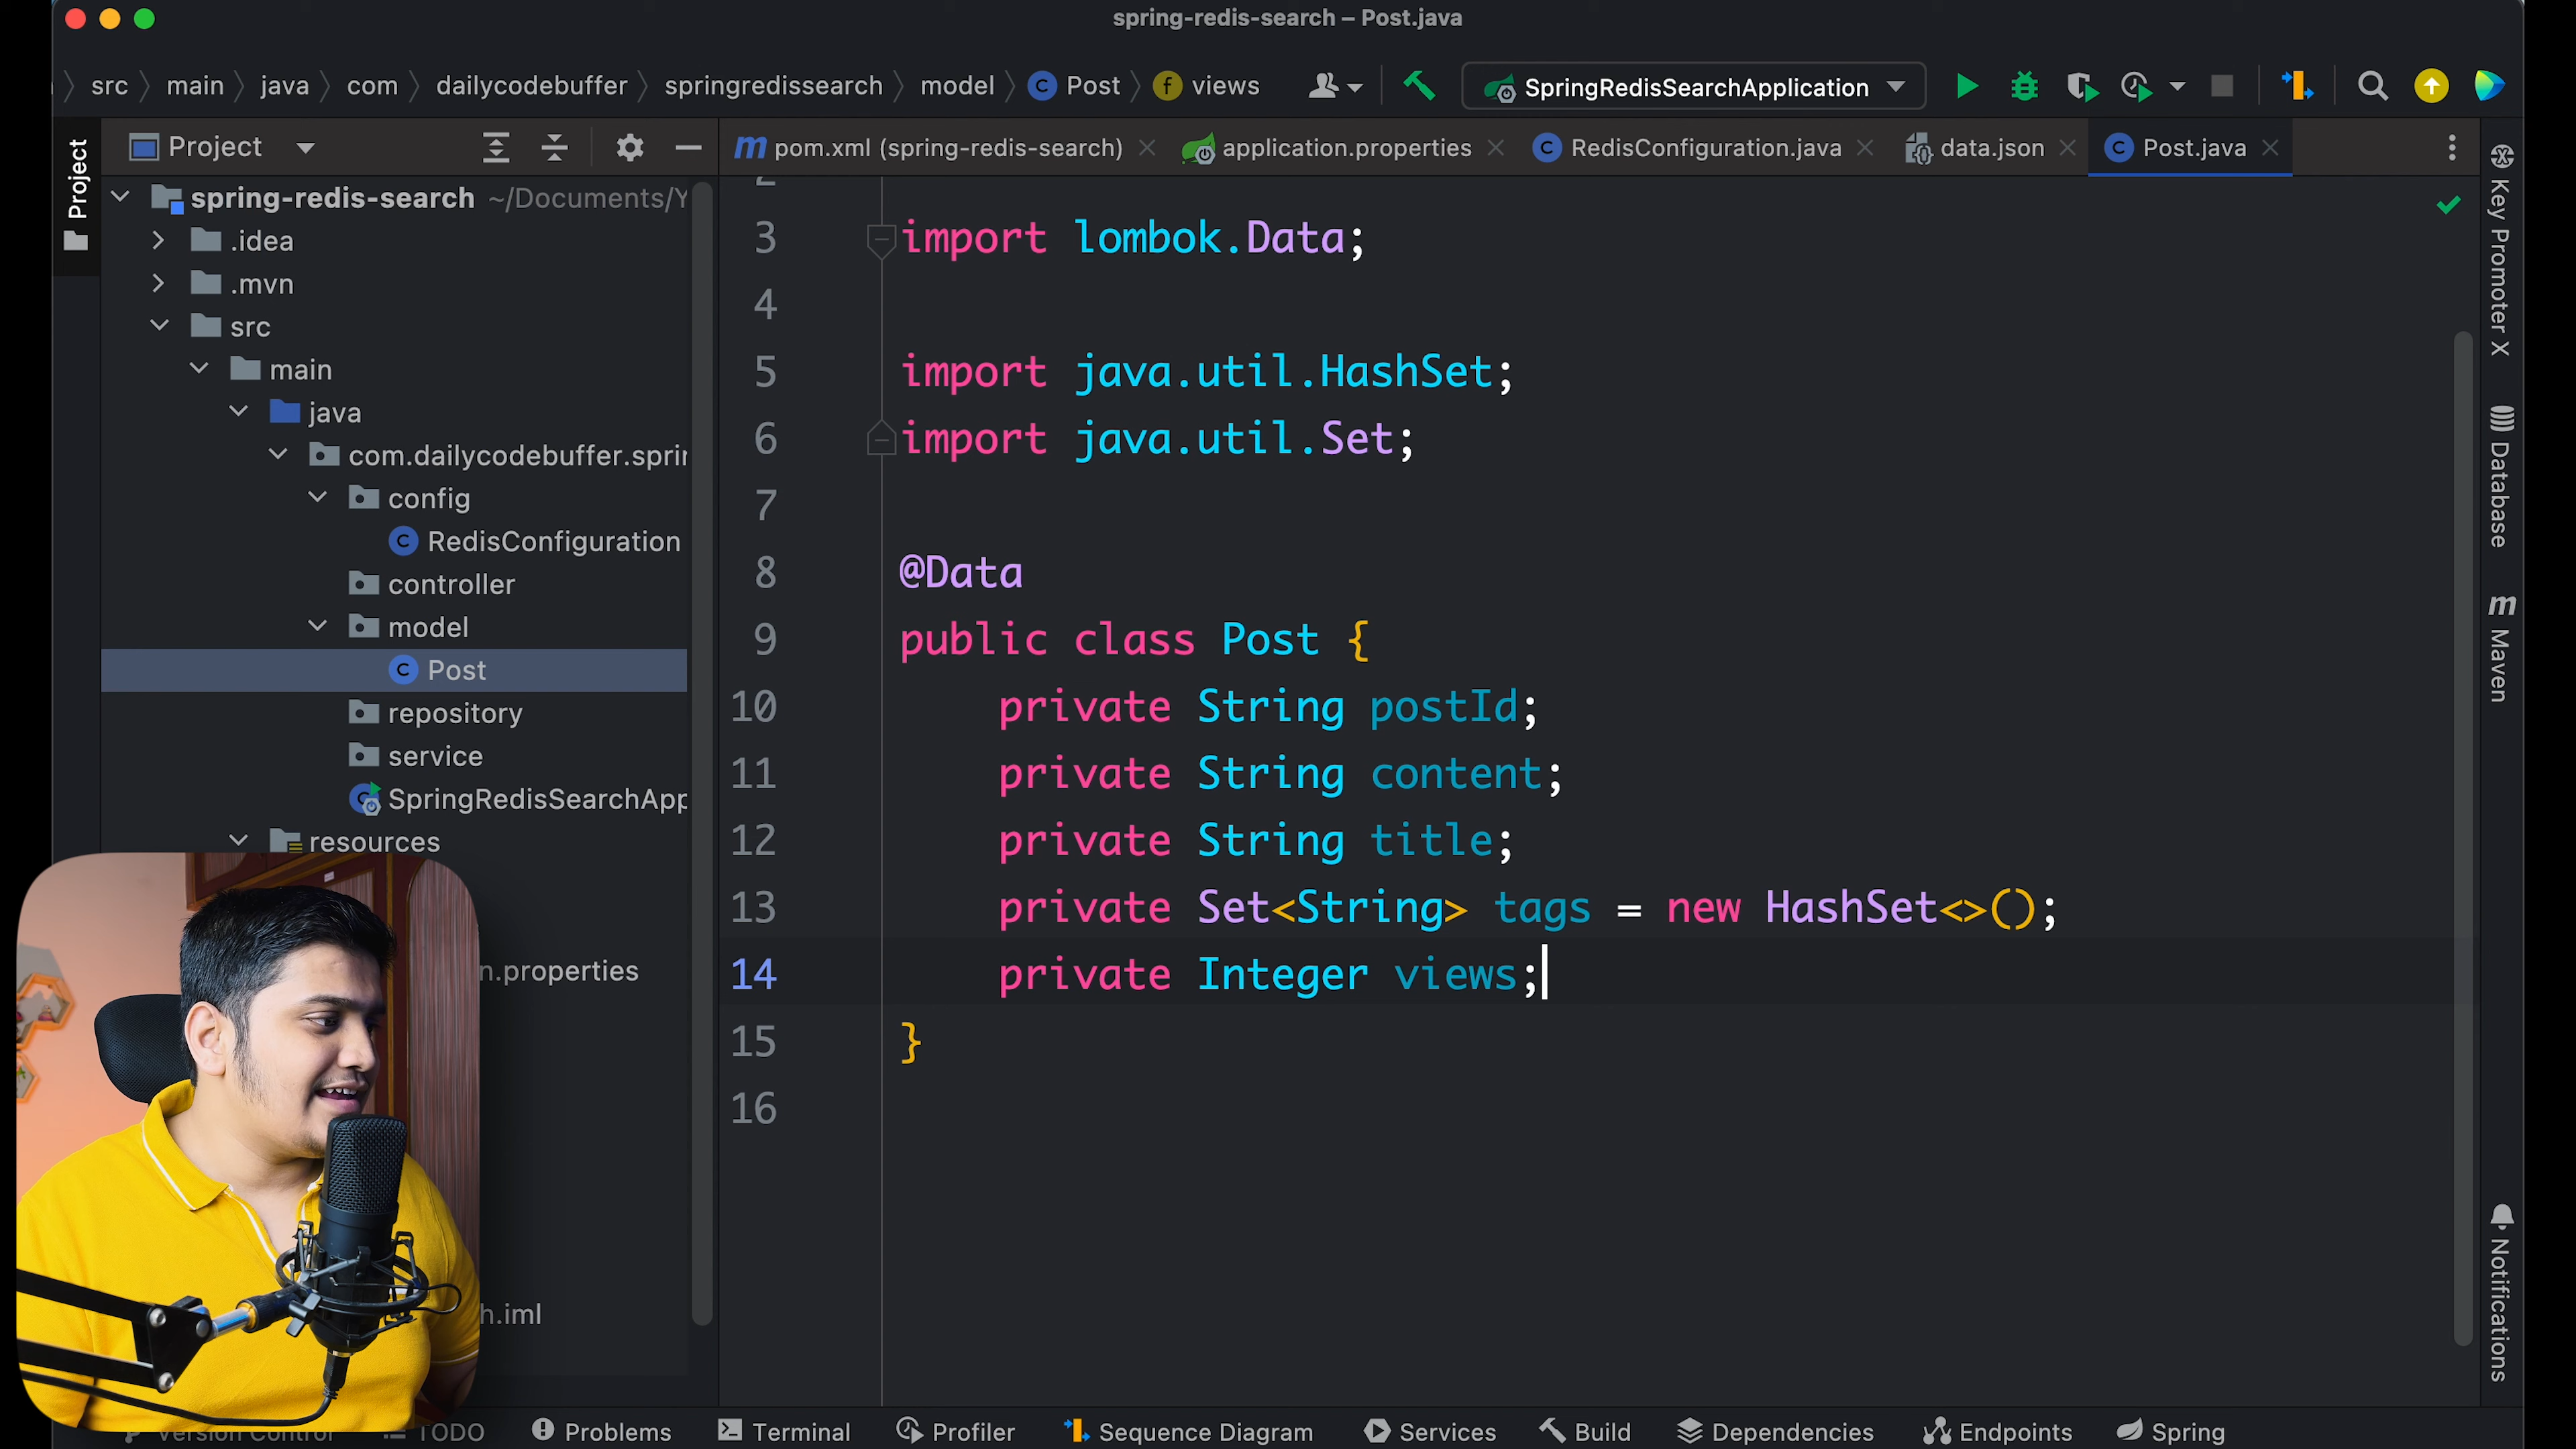 spring-redis-search – Post.java
src main java com dailycodebuffer springredissearch model Post views SpringRedisSearchApplication
Project
pom.xml (spring-redis-search) application.properties RedisConfiguration.java data.json Post.java
Project
spring-redis-search ~/Documents/Y
.idea
.mvn
src
main
java
com.dailycodebuffer.sprin
config
RedisConfiguration
controller
model
Post
repository
service
SpringRedisSearchApp
resources
n.properties
h.iml
2
3 import lombok.Data;
4
5 import java.util.HashSet;
6 import java.util.Set;
7
8 @Data
9 public class Post {
10 private String postId;
11 private String content;
12 private String title;
13 private Set<String> tags = new HashSet<>();
14 private Integer views;
15 }
16
Key Promoter X
Database
Maven
Notifications
Version Control TODO Problems Terminal Profiler Sequence Diagram Services Build Dependencies Endpoints Spring